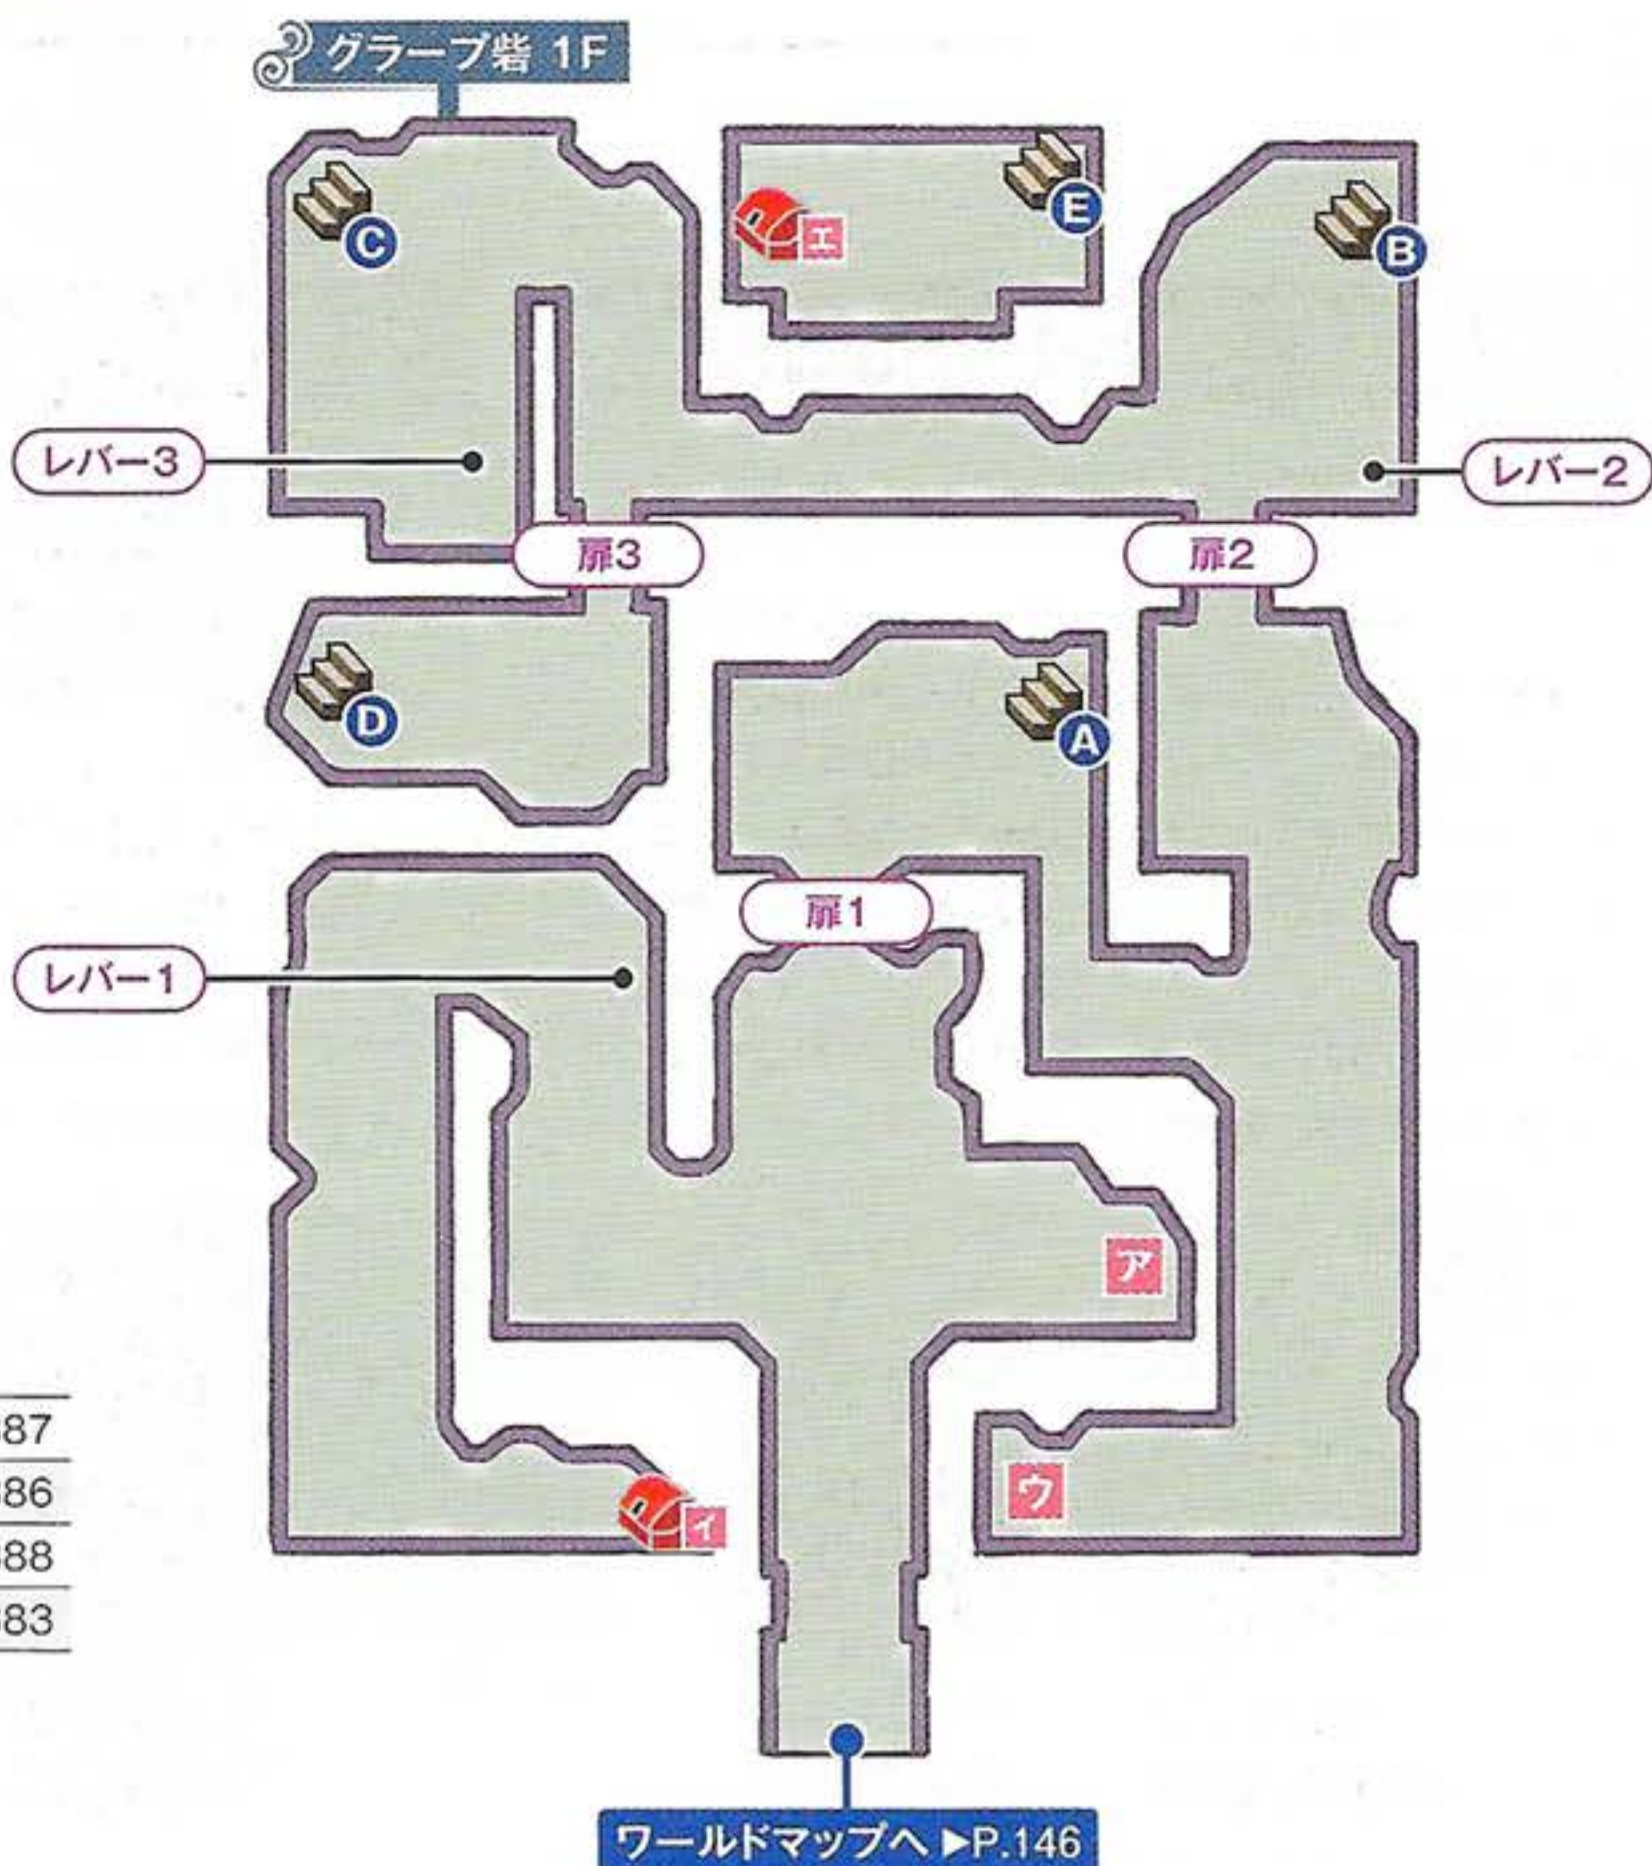 グラーブ砦 1F
C
エ
E
B
レバー3
レバー2
扉3
扉2
D
A
扉1
レバー1
ア
87
86
88
83
イ
ウ
ワールドマップへ ▶P.146